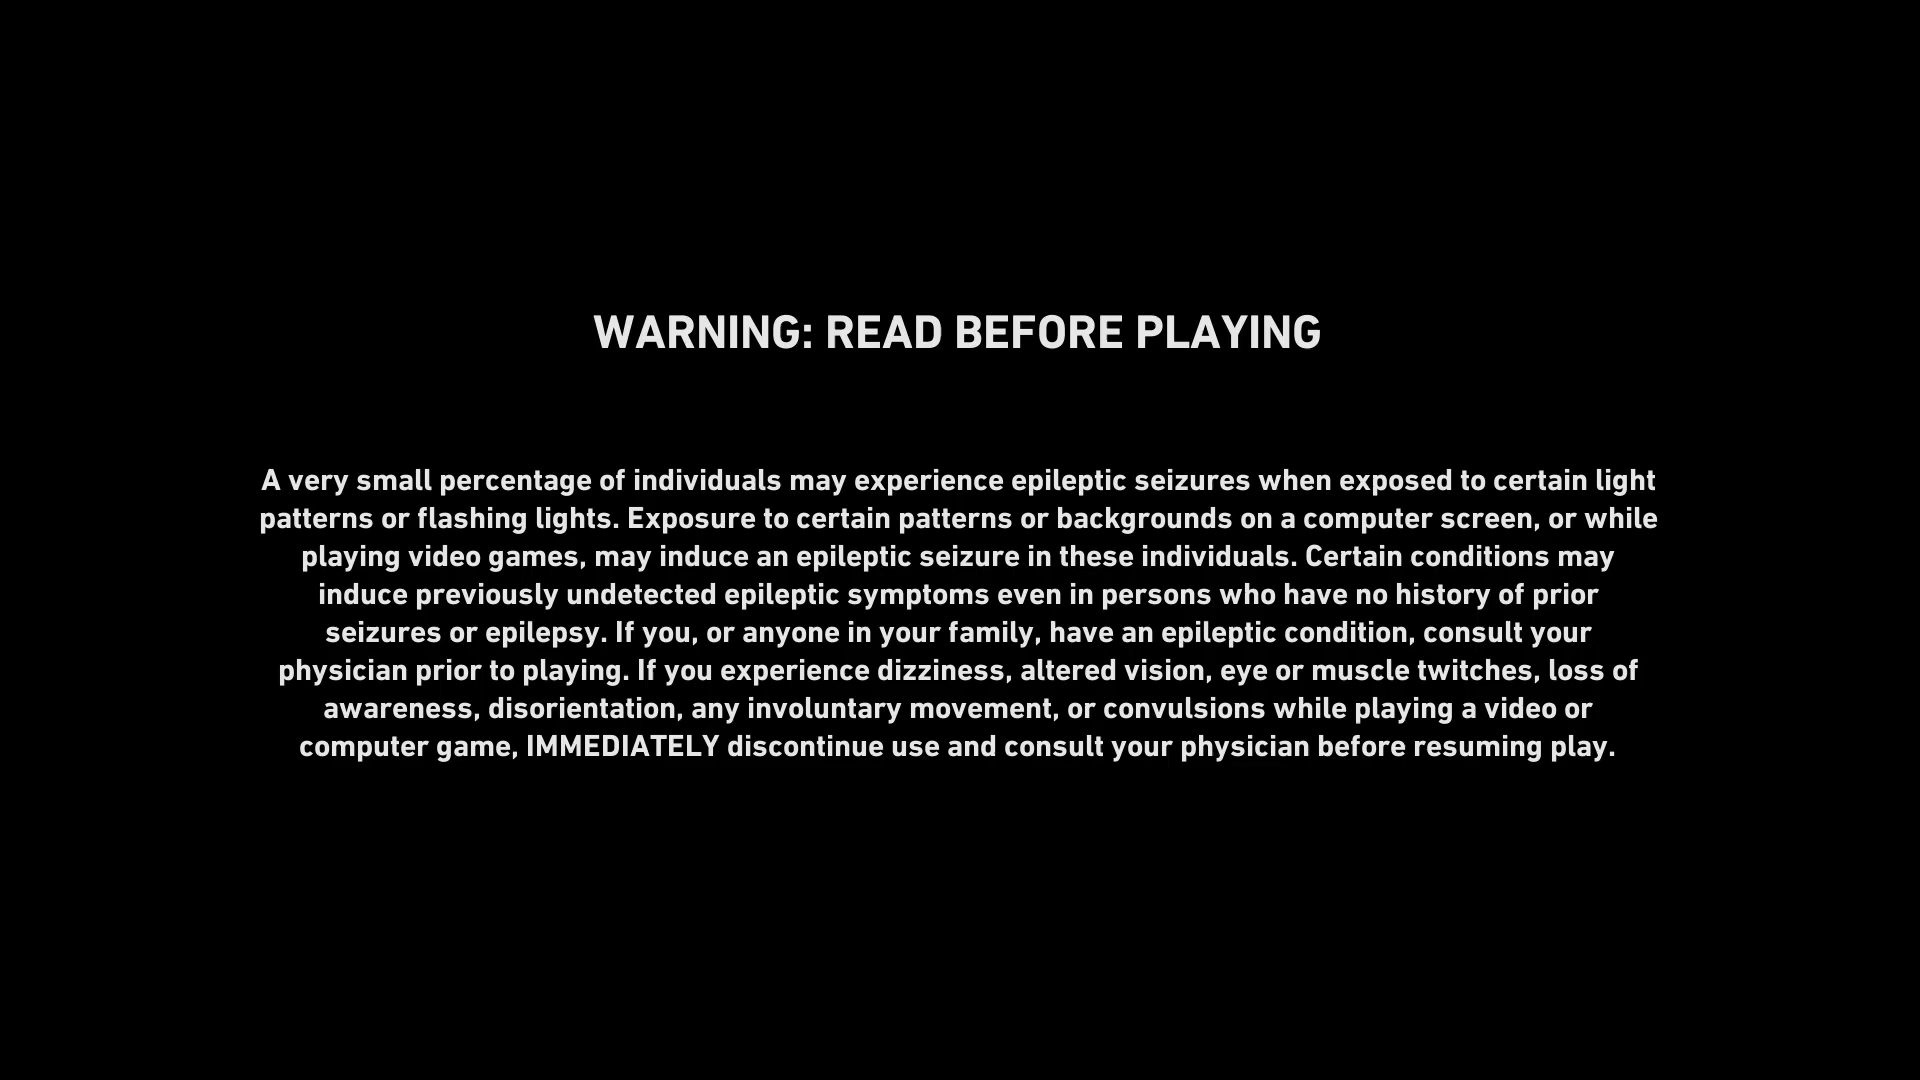 WARNING: READ BEFORE PLAYING
A very small percentage of individuals may experience epileptic seizures when exposed to certain light
patterns or flashing lights. Exposure to certain patterns or backgrounds on a computer screen, or while
playing video games, may induce an epileptic seizure in these individuals. Certain conditions may
induce previously undetected epileptic symptoms even in persons who have no history of prior
seizures or epilepsy. If you, or anyone in your family, have an epileptic condition, consult your
physician prior to playing. If you experience dizziness, altered vision, eye or muscle twitches, loss of
awareness, disorientation, any involuntary movement, or convulsions while playing a video or
computer game, IMMEDIATELY discontinue use and consult your physician before resuming play.